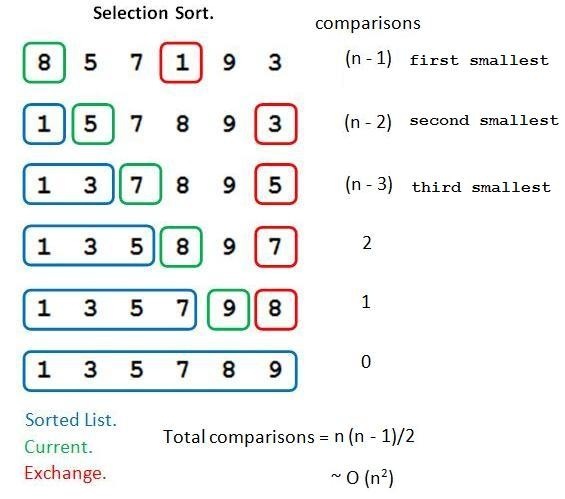 Selection Sort.
comparisons
8 5 7 1 9 3 (n - 1) first smallest
1 5 7 8 9 3 (n - 2) second smallest
1 3 7 8 9 5 (n - 3) third smallest
1 3 5 8 9 7 2
1 3 5 7 9 8 1
1 3 5 7 8 9 0
Sorted List.
Current.
Exchange.
Total comparisons = n (n - 1)/2
~ O (n²)